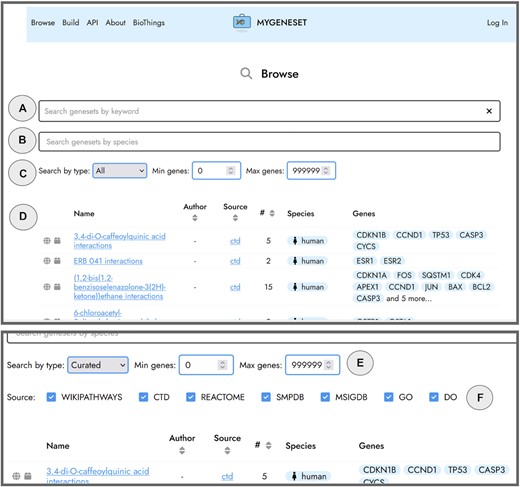 Browse Build API About BioThings MYGENESET Log In
Browse
A Search genesets by keyword ×
B Search genesets by species
C Search by type: All Min genes: 0 Max genes: 999999
D Name Author Source # Species Genes
3,4-di-O-caffeoylquinic acid interactions - ctd 5 human CDKN1B CCND1 TP53 CASP3
CYCS
ERB 041 interactions - ctd 2 human ESR1 ESR2
(1,2-bis(1,2-
benzisoselenazolone-3(2H)-
ketone))ethane interactions - ctd 15 human CDKN1A FOS SQSTM1 CDK4
APEX1 CCND1 JUN BAX BCL2
CASP3 and 5 more...
6-chloroacetyl-
Search genesets by species
Search by type: Curated Min genes: 0 Max genes: 999999 E
Source: WIKIPATHWAYS CTD REACTOME SMPDB MSIGDB GO DO F
Name Author Source # Species Genes
3,4-di-O-caffeoylquinic acid
interactions - ctd 5 human CDKN1B CCND1 TP53 CASP3
CYCS